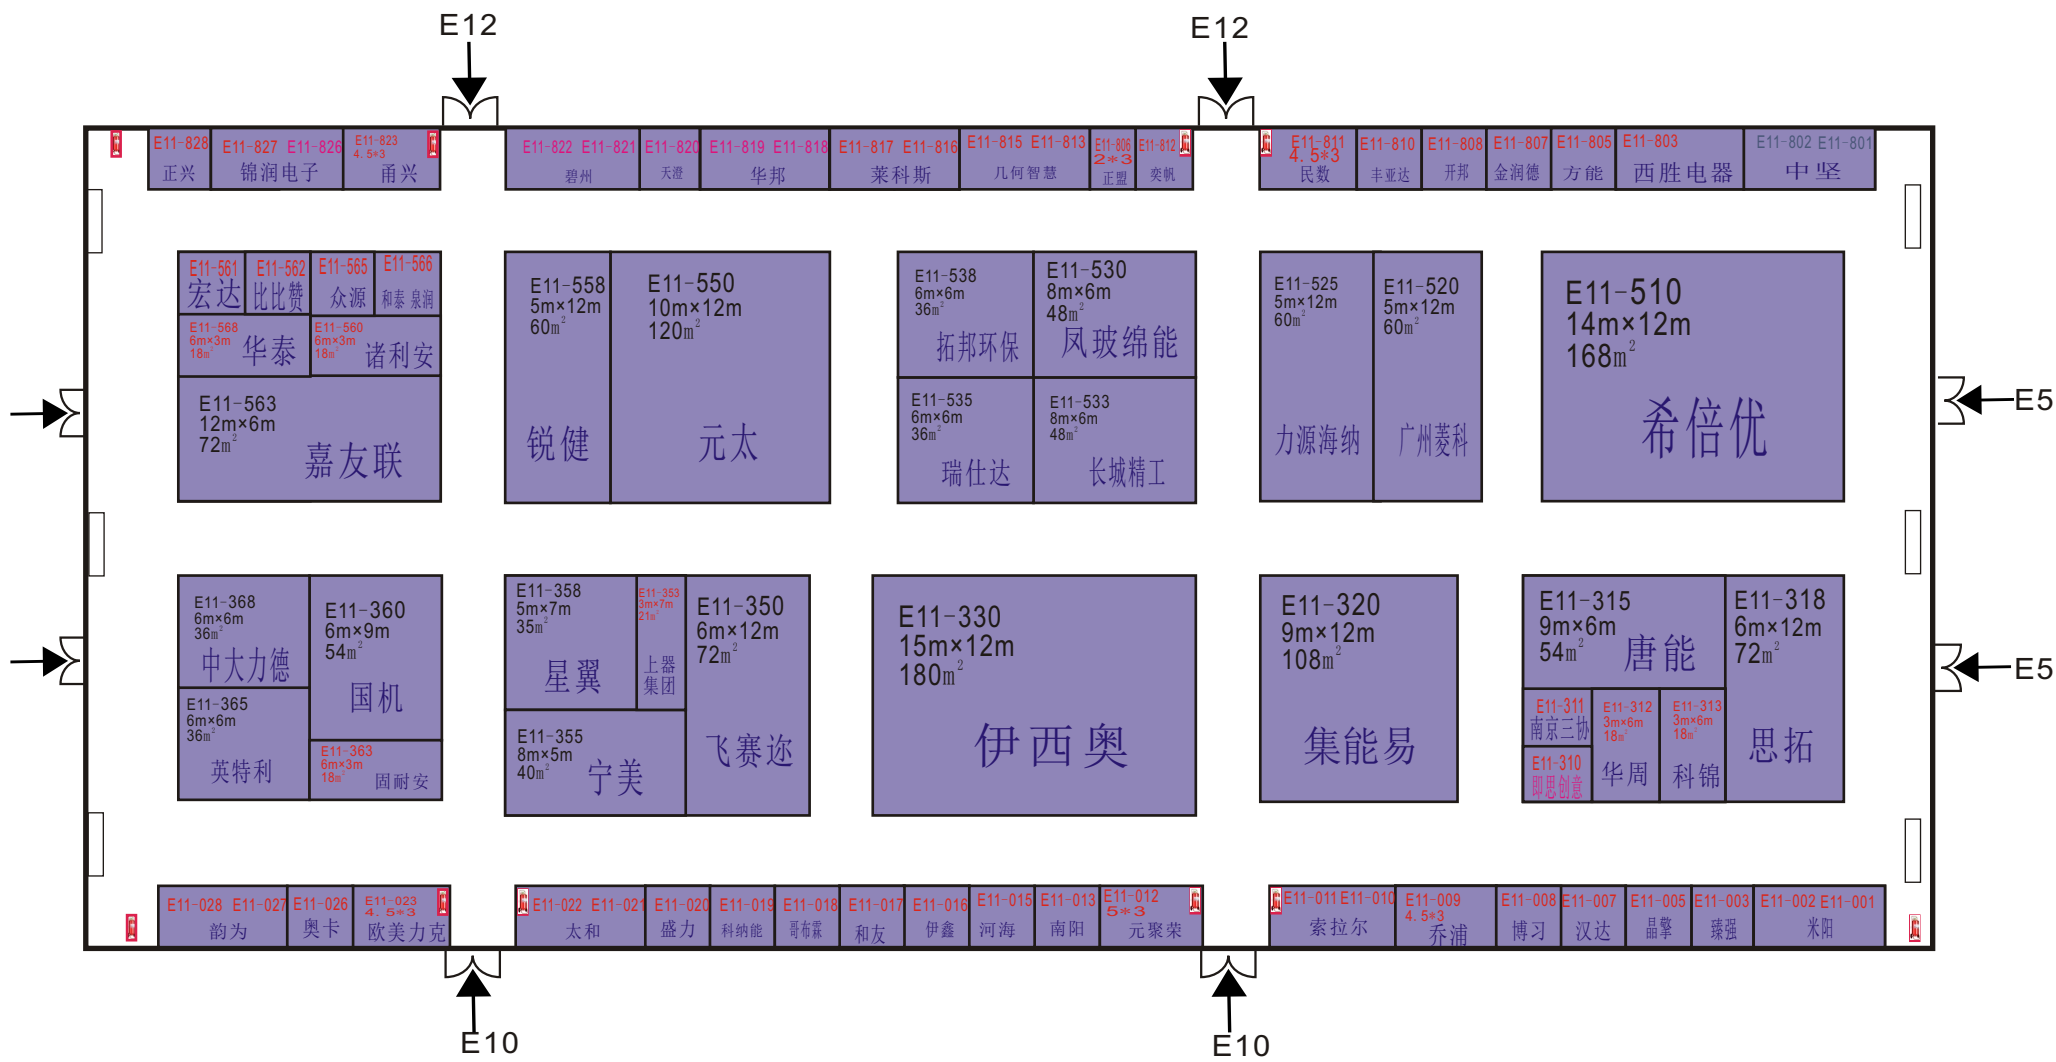 E12
E12
E11-828
正兴
E11-827 E11-826
锦润电子
E11-823
4.5*3
甬兴
E11-822 E11-821
碧州
E11-820
天澄
E11-819 E11-818
华邦
E11-817 E11-816
莱科斯
E11-815 E11-813
几何智慧
E11-806
2*3
正盟
E11-812
奕帆
E11-811
4.5*3
民数
E11-810
丰亚达
E11-808
开邦
E11-807
金润德
E11-805
方能
E11-803
西胜电器
E11-802 E11-801
中坚
E11-561
宏达
E11-562
比比赞
E11-565
众源
E11-566
和泰 泉润
E11-568
6m×3m
18m²
华泰
E11-560
6m×3m
18m²
诸利安
E11-563
12m×6m
72m²
嘉友联
E11-558
5m×12m
60m²
锐健
E11-550
10m×12m
120m²
元太
E11-538
6m×6m
36m²
拓邦环保
E11-530
8m×6m
48m²
凤玻绵能
E11-535
6m×6m
36m²
瑞仕达
E11-533
8m×6m
48m²
长城精工
E11-525
5m×12m
60m²
力源海纳
E11-520
5m×12m
60m²
广州菱科
E11-510
14m×12m
168m²
希倍优
E5
E11-368
6m×6m
36m²
中大力德
E11-360
6m×9m
54m²
国机
E11-365
6m×6m
36m²
英特利
E11-363
6m×3m
18m²
固耐安
E11-358
5m×7m
35m²
星翼
E11-353
3m×7m
21m²
上器
集团
E11-350
6m×12m
72m²
飞赛迩
E11-355
8m×5m
40m²
宁美
E11-330
15m×12m
180m²
伊西奥
E11-320
9m×12m
108m²
集能易
E11-315
9m×6m
54m²
唐能
E11-318
6m×12m
72m²
思拓
E11-311
南京三协
E11-310
即思创意
E11-312
3m×6m
18m²
华周
E11-313
3m×6m
18m²
科锦
E5
E11-028 E11-027
韵为
E11-026
奥卡
E11-023
4.5*3
欧美力克
E11-022 E11-021
太和
E11-020
盛力
E11-019
科纳能
E11-018
哥布霖
E11-017
和友
E11-016
伊鑫
E11-015
河海
E11-013
南阳
E11-012
5*3
元聚荣
E11-011 E11-010
索拉尔
E11-009
4.5*3
乔浦
E11-008
博习
E11-007
汉达
E11-005
晶擎
E11-003
臻强
E11-002 E11-001
米阳
E10
E10